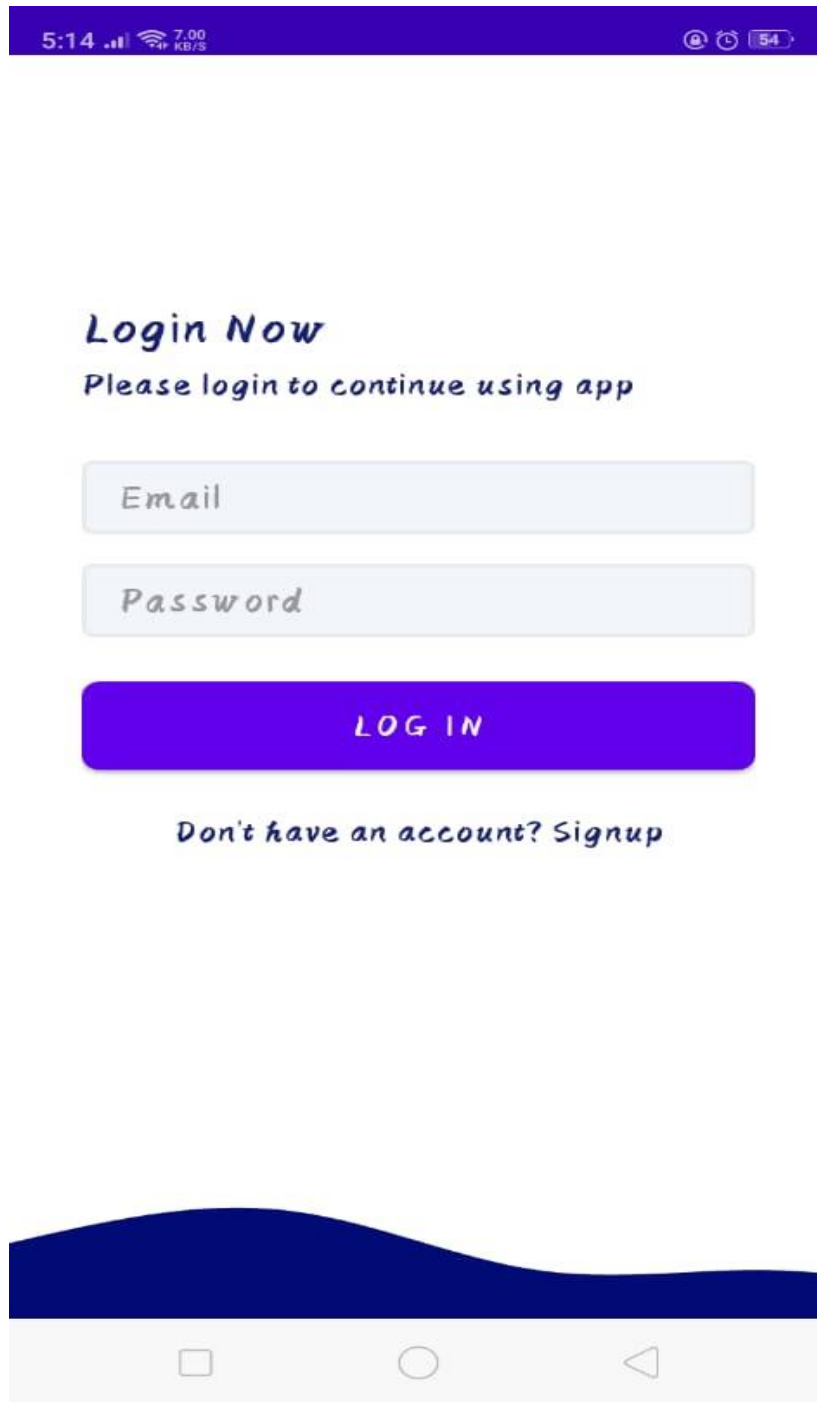 5:14 7.00 KB/S 54
Login Now
Please login to continue using app
Email
Password
LOG IN
Don't have an account? Signup